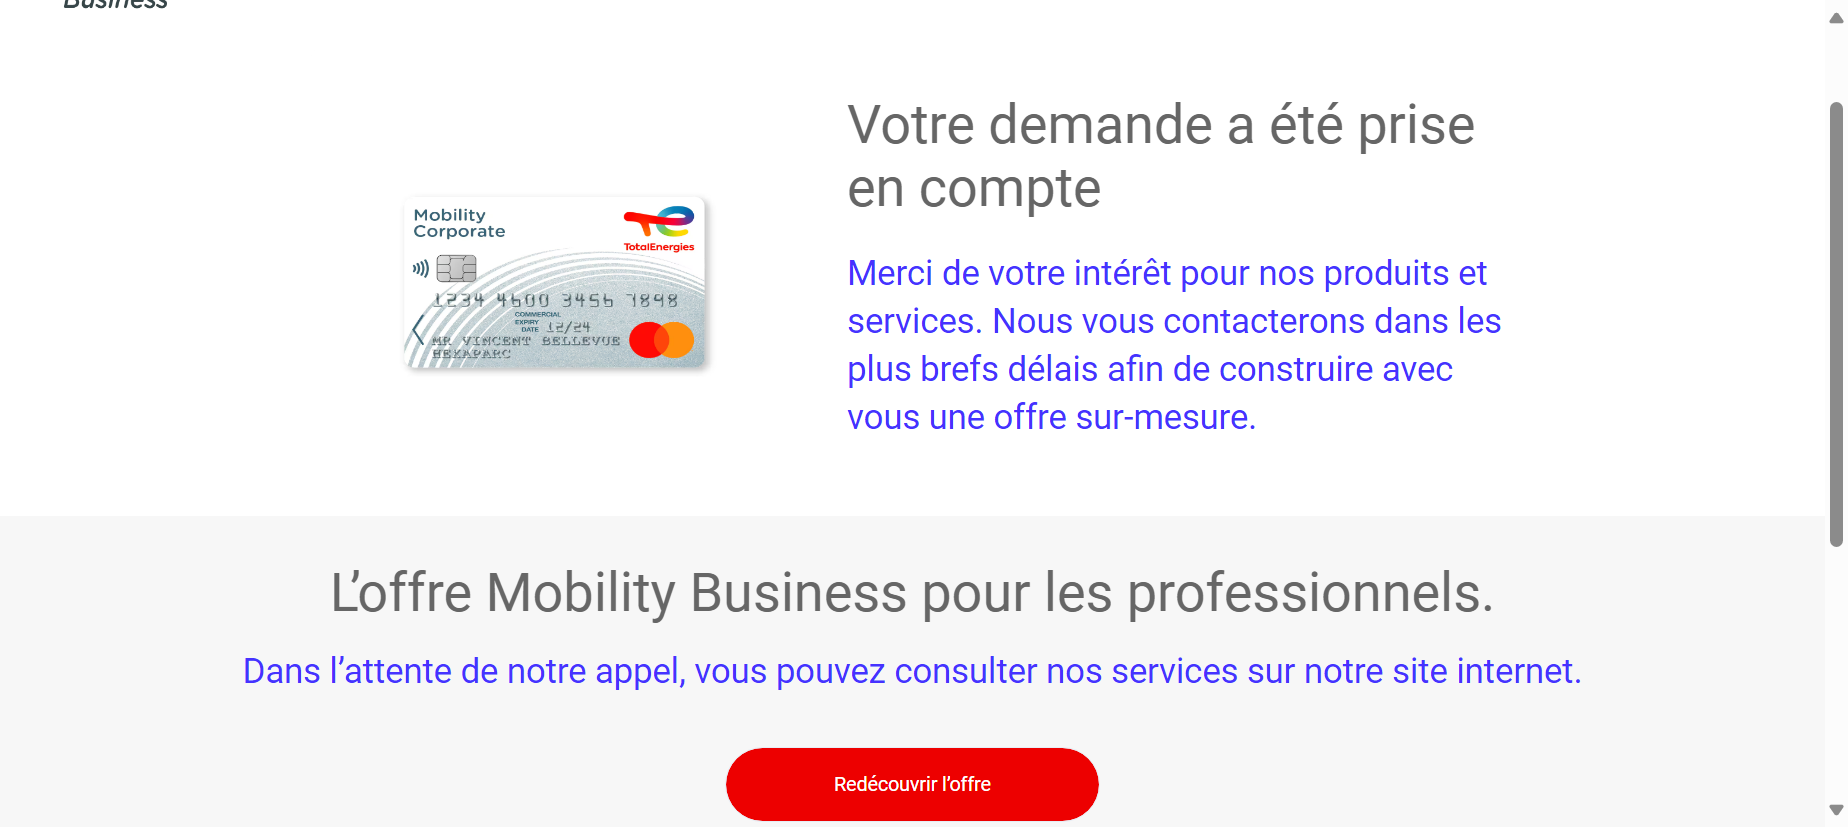 Business
Votre demande a été prise
en compte
Mobility
Corporate
TotalEnergies
1234 4600 3456 7898
COMMERCIAL
EXPIRY
DATE 12/24
MR VINCENT BELLEVUE
HEXAPARC
Merci de votre intérêt pour nos produits et
services. Nous vous contacterons dans les
plus brefs délais afin de construire avec
vous une offre sur-mesure.
L’offre Mobility Business pour les professionnels.
Dans l’attente de notre appel, vous pouvez consulter nos services sur notre site internet.
Redécouvrir l’offre